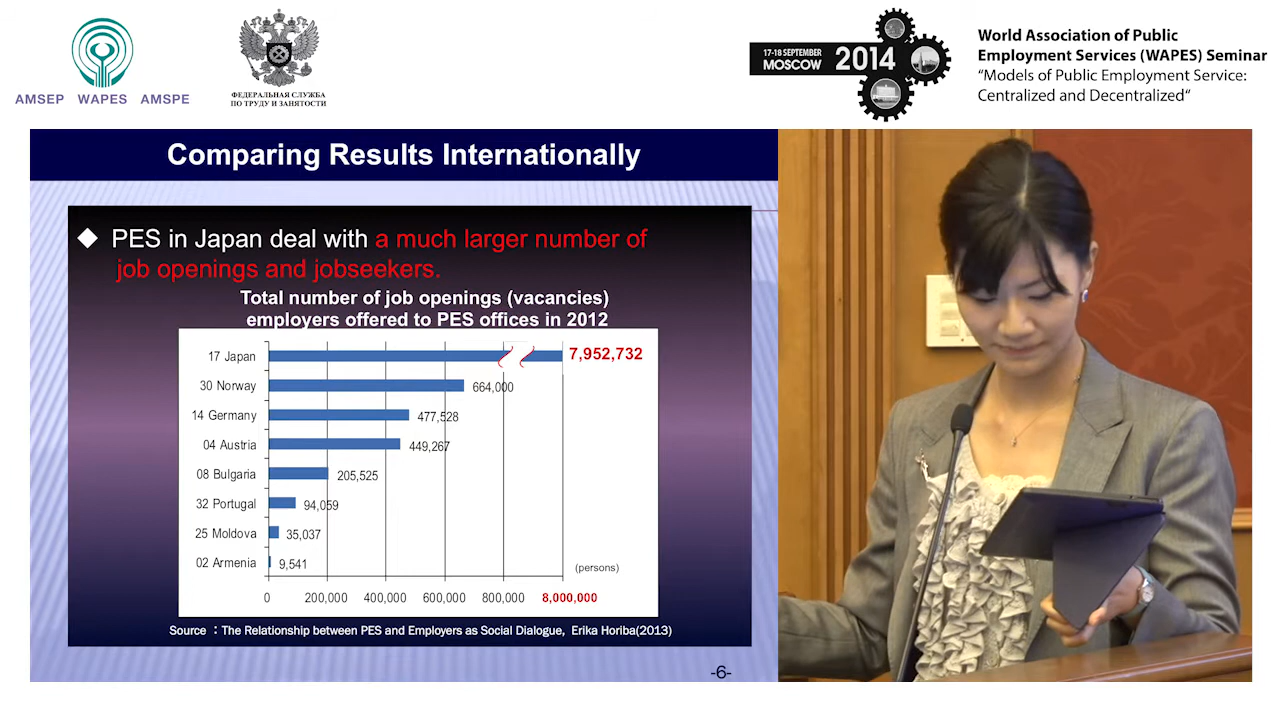 AMSEP WAPES AMSPE
ФЕДЕРАЛЬНАЯ СЛУЖБА
ПО ТРУДУ И ЗАНЯТОСТИ
17-18 SEPTEMBER
MOSCOW
2014
World Association of Public
Employment Services (WAPES) Seminar
“Models of Public Employment Service:
Centralized and Decentralized“
Comparing Results Internationally
◆ PES in Japan deal with a much larger number of
job openings and jobseekers.
Total number of job openings (vacancies)
employers offered to PES offices in 2012
17 Japan 7,952,732
30 Norway 664,000
14 Germany 477,528
04 Austria 449,267
08 Bulgaria 205,525
32 Portugal 94,059
25 Moldova 35,037
02 Armenia 9,541
(persons)
0 200,000 400,000 600,000 800,000 8,000,000
Source ：The Relationship between PES and Employers as Social Dialogue, Erika Horiba(2013)
-6-